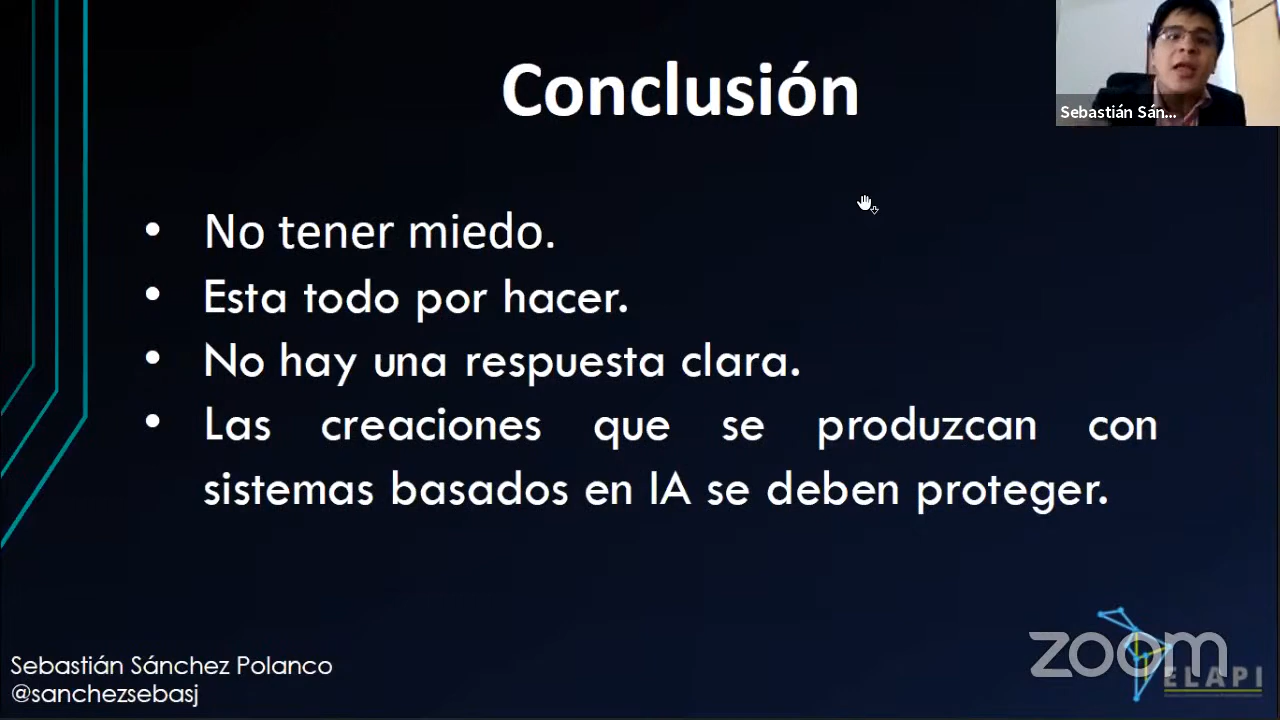 Conclusión
Sebastián Sán...
• No tener miedo.
• Esta todo por hacer.
• No hay una respuesta clara.
• Las creaciones que se produzcan con
sistemas basados en IA se deben proteger.
Sebastián Sánchez Polanco
@sanchezsebasj
zoom
ELAPI